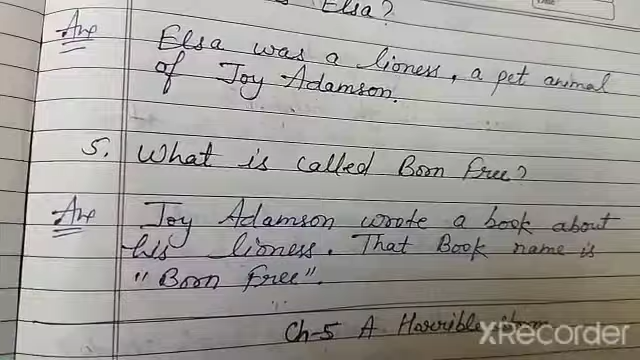 Elsa?
Ans Elsa was a lioness, a pet animal
of Joy Adamson.
5. What is called Born Free?
Ans Joy Adamson wrote a book about
his lioness. That Book name is
"Born Free".
Ch-5 A Horrible
XRecorder